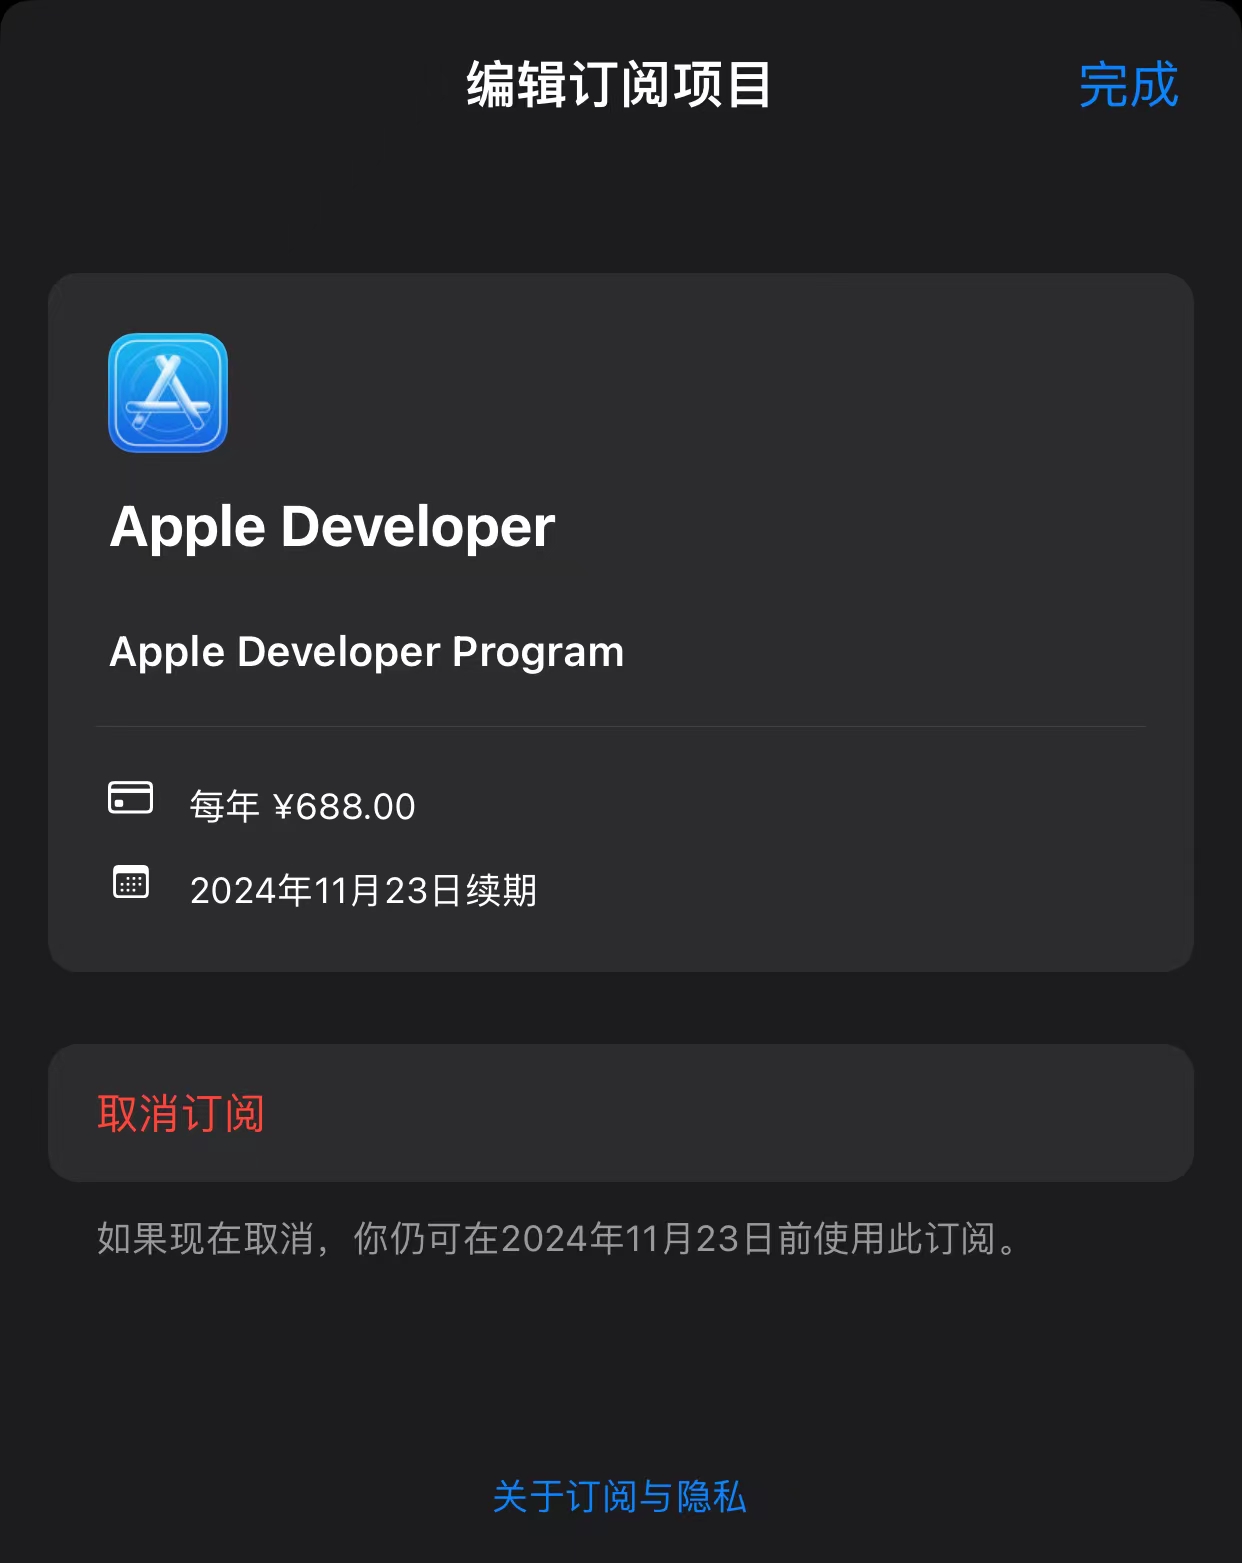 编辑订阅项目
完成
Apple Developer
Apple Developer Program
每年 ¥688.00
2024年11月23日续期
取消订阅
如果现在取消，你仍可在2024年11月23日前使用此订阅。
关于订阅与隐私